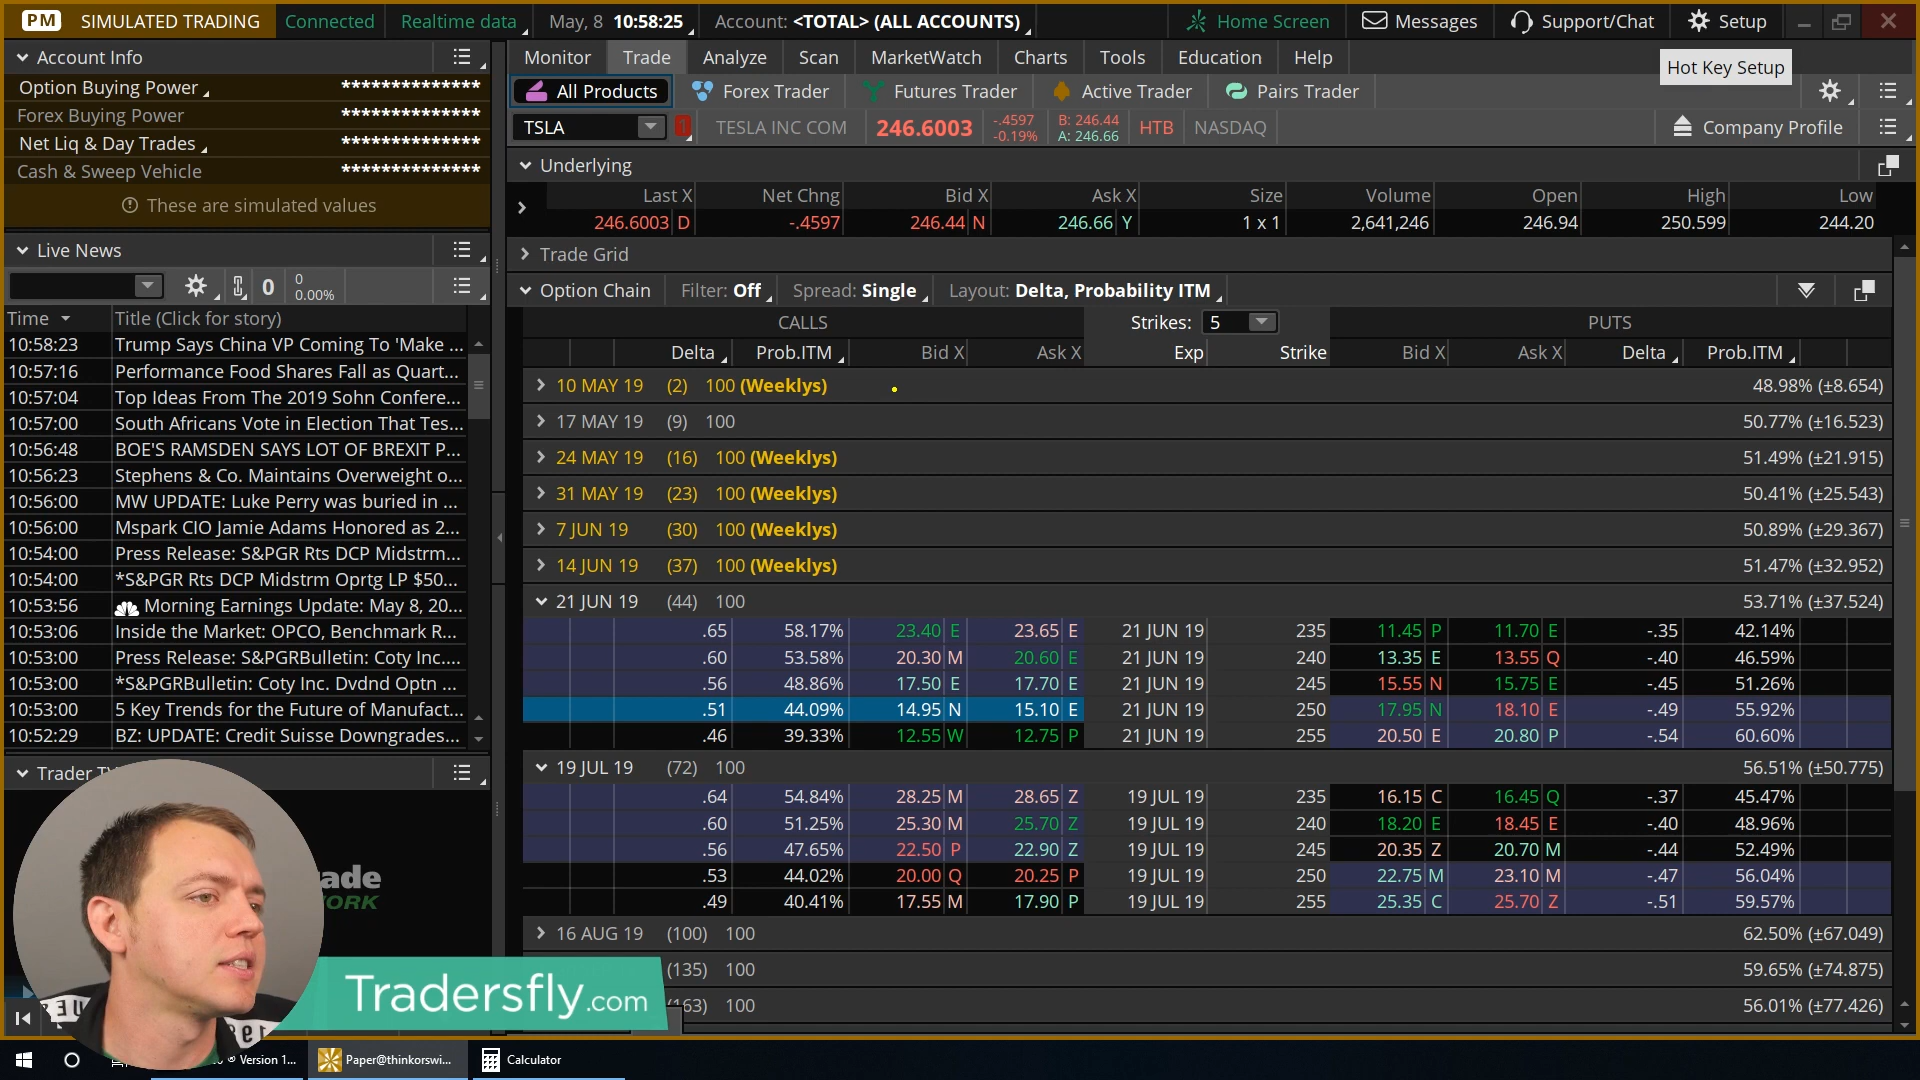 PM SIMULATED TRADING Connected Realtime data May, 8 10:58:25 Account: <TOTAL> (ALL ACCOUNTS) Home Screen Messages Support/Chat Setup
Account Info
Option Buying Power **************
Forex Buying Power **************
Net Liq & Day Trades **************
Cash & Sweep Vehicle **************
These are simulated values
Live News
0 0 0.00%
Time Title (Click for story)
10:58:23 Trump Says China VP Coming To 'Make ...
10:57:16 Performance Food Shares Fall as Quart...
10:57:04 Top Ideas From The 2019 Sohn Confere...
10:57:00 South Africans Vote in Election That Tes...
10:56:48 BOE'S RAMSDEN SAYS LOT OF BREXIT P...
10:56:23 Stephens & Co. Maintains Overweight o...
10:56:00 MW UPDATE: Luke Perry was buried in ...
10:56:00 Mspark CIO Jamie Adams Honored as 2...
10:54:00 Press Release: S&PGR Rts DCP Midstrm...
10:54:00 *S&PGR Rts DCP Midstrm Oprtg LP $50...
10:53:56 Morning Earnings Update: May 8, 20...
10:53:06 Inside the Market: OPCO, Benchmark R...
10:53:00 Press Release: S&PGRBulletin: Coty Inc....
10:53:00 *S&PGRBulletin: Coty Inc. Dvdnd Optn ...
10:53:00 5 Key Trends for the Future of Manufact...
10:52:29 BZ: UPDATE: Credit Suisse Downgrades...
Trader
Monitor Trade Analyze Scan MarketWatch Charts Tools Education Help
Hot Key Setup
All Products Forex Trader Futures Trader Active Trader Pairs Trader
TSLA 1 TESLA INC COM 246.6003 -.4597 -0.19% B: 246.44 A: 246.66 HTB NASDAQ Company Profile
Underlying
Last X Net Chng Bid X Ask X Size Volume Open High Low
246.6003 D -.4597 246.44 N 246.66 Y 1 x 1 2,641,246 246.94 250.599 244.20
Trade Grid
Option Chain Filter: Off Spread: Single Layout: Delta, Probability ITM
CALLS Strikes: 5 PUTS
Delta Prob.ITM Bid X Ask X Exp Strike Bid X Ask X Delta Prob.ITM
10 MAY 19 (2) 100 (Weeklys) 48.98% (±8.654)
17 MAY 19 (9) 100 50.77% (±16.523)
24 MAY 19 (16) 100 (Weeklys) 51.49% (±21.915)
31 MAY 19 (23) 100 (Weeklys) 50.41% (±25.543)
7 JUN 19 (30) 100 (Weeklys) 50.89% (±29.367)
14 JUN 19 (37) 100 (Weeklys) 51.47% (±32.952)
21 JUN 19 (44) 100 53.71% (±37.524)
.65 58.17% 23.40 E 23.65 E 21 JUN 19 235 11.45 P 11.70 E -.35 42.14%
.60 53.58% 20.30 M 20.60 E 21 JUN 19 240 13.35 E 13.55 Q -.40 46.59%
.56 48.86% 17.50 E 17.70 E 21 JUN 19 245 15.55 N 15.75 E -.45 51.26%
.51 44.09% 14.95 N 15.10 E 21 JUN 19 250 17.95 N 18.10 E -.49 55.92%
.46 39.33% 12.55 W 12.75 P 21 JUN 19 255 20.50 E 20.80 P -.54 60.60%
19 JUL 19 (72) 100 56.51% (±50.775)
.64 54.84% 28.25 M 28.65 Z 19 JUL 19 235 16.15 C 16.45 Q -.37 45.47%
.60 51.25% 25.30 M 25.70 Z 19 JUL 19 240 18.20 E 18.45 E -.40 48.96%
.56 47.65% 22.50 P 22.90 Z 19 JUL 19 245 20.35 Z 20.70 M -.44 52.49%
.53 44.02% 20.00 Q 20.25 P 19 JUL 19 250 22.75 M 23.10 M -.47 56.04%
.49 40.41% 17.55 M 17.90 P 19 JUL 19 255 25.35 C 25.70 Z -.51 59.57%
16 AUG 19 (100) 100 62.50% (±67.049)
(135) 100 59.65% (±74.875)
(163) 100 56.01% (±77.426)
Tradersfly.com
Version 1... Paper@thinkorswi... Calculator